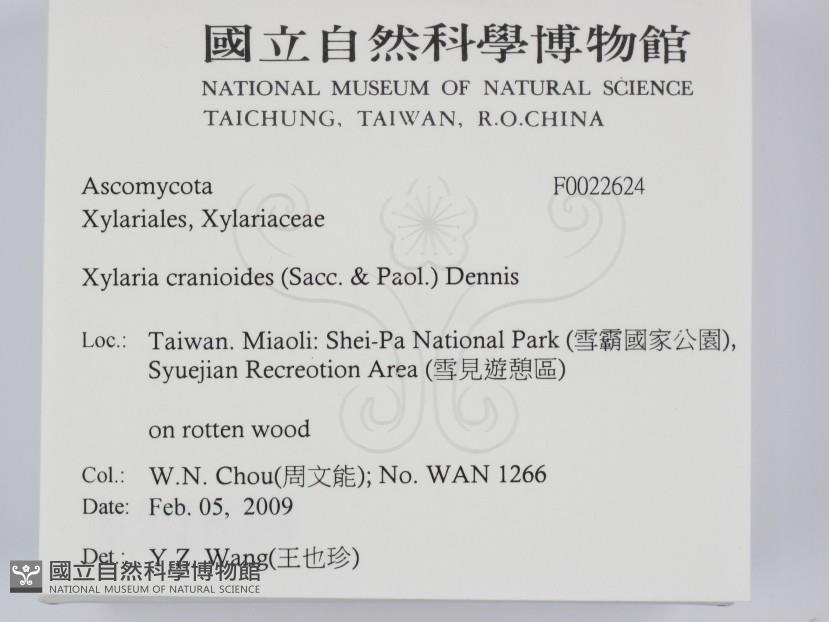 國立自然科學博物館
NATIONAL MUSEUM OF NATURAL SCIENCE
TAICHUNG, TAIWAN, R.O.CHINA
Ascomycota F0022624
Xylariales, Xylariaceae
Xylaria cranioides (Sacc. & Paol.) Dennis
Loc.: Taiwan. Miaoli: Shei-Pa National Park (雪霸國家公園),
Syuejian Recreotion Area (雪見遊憩區)
on rotten wood
Col.: W.N. Chou(周文能); No. WAN 1266
Date: Feb. 05, 2009
Det.: Y.Z. Wang(王也珍)
國立自然科學博物館
NATIONAL MUSEUM OF NATURAL SCIENCE